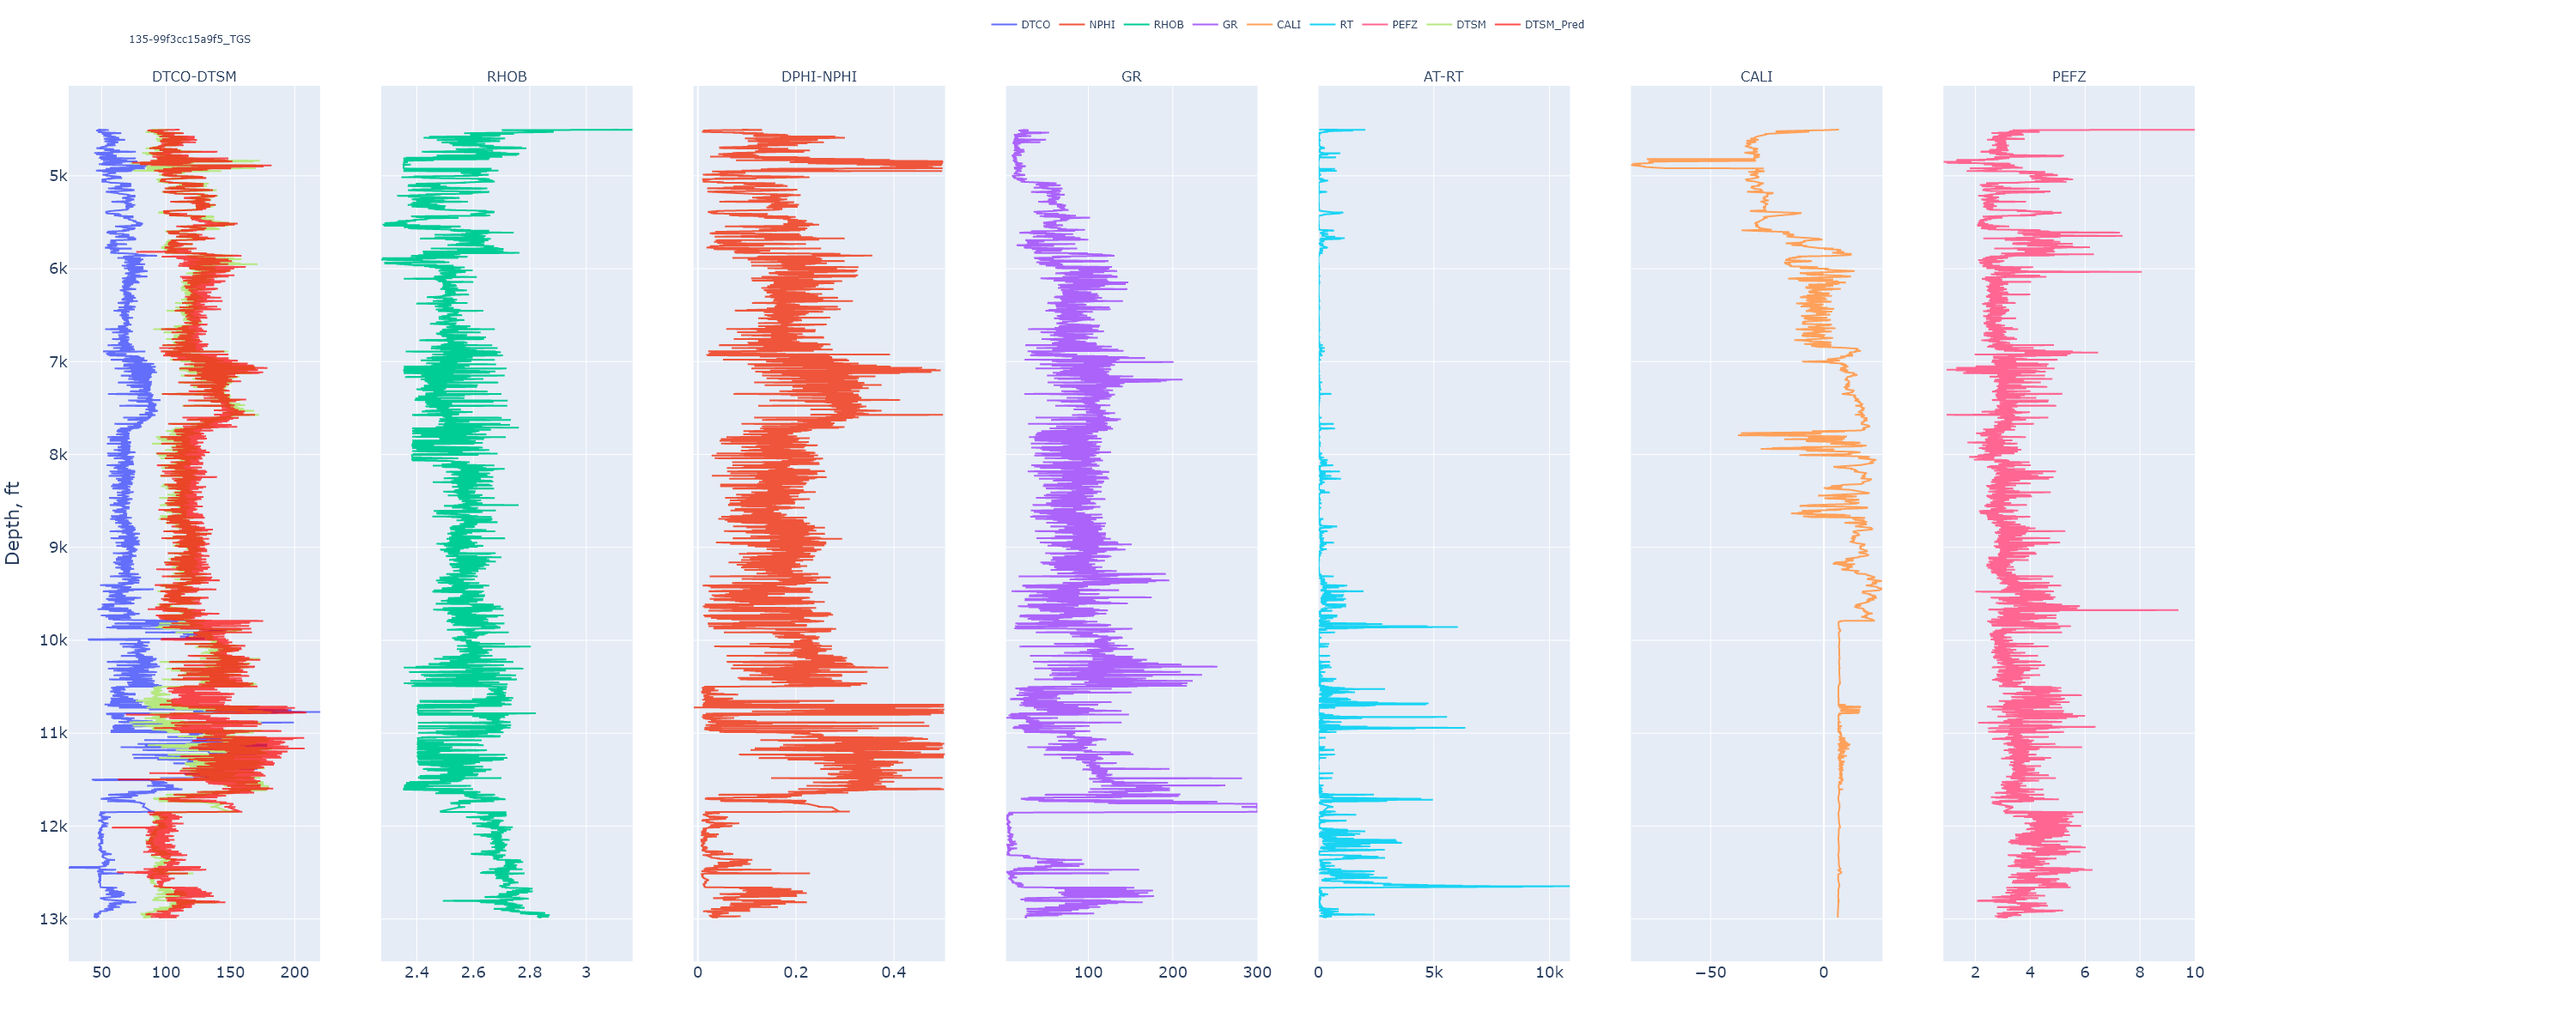 DTCO NPHI RHOB GR CALI RT PEFZ DTSM DTSM_Pred
135-99f3cc15a9f5_TGS
DTCO-DTSM RHOB DPHI-NPHI GR AT-RT CALI PEFZ
Depth, ft
5k
6k
7k
8k
9k
10k
11k
12k
13k
50 100 150 200 2.4 2.6 2.8 3 0 0.2 0.4 100 200 300 0 5k 10k −50 0 2 4 6 8 10